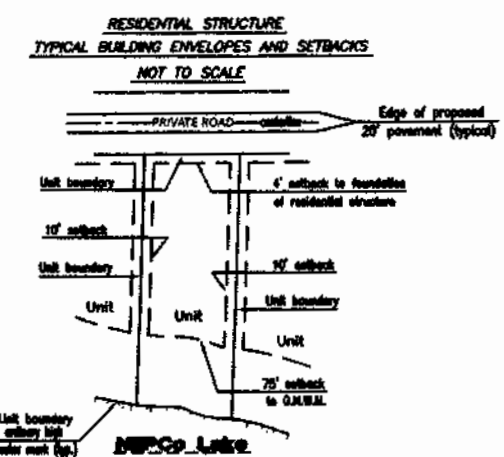 RESIDENTIAL STRUCTURE
TYPICAL BUILDING ENVELOPES AND SETBACKS
NOT TO SCALE
PRIVATE ROAD
Edge of proposed
20' pavement (typical)
Unit boundary
4' setback to foundation
of residential structure
10' setback
Unit boundary
10' setback
Unit boundary
Unit
Unit
Unit
75' setback
to O.H.W.M.
Unit boundary
ordinary high
water mark (typ.)
Lake